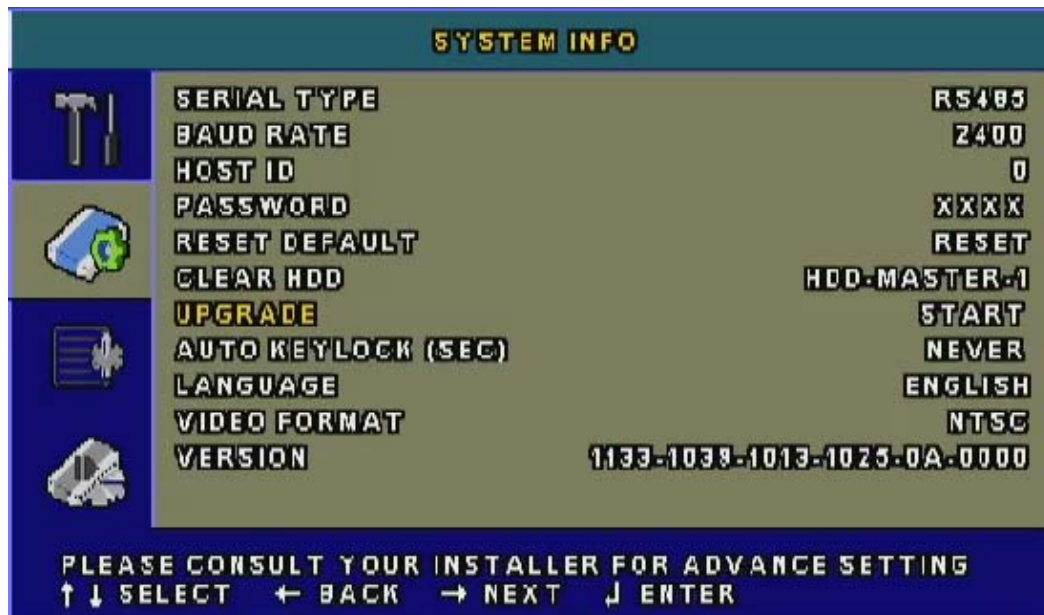 SYSTEM INFO
SERIAL TYPE RS485
BAUD RATE 2400
HOST ID 0
PASSWORD XXXX
RESET DEFAULT RESET
CLEAR HDD HDD-MASTER-1
UPGRADE START
AUTO KEYLOCK (SEC) NEVER
LANGUAGE ENGLISH
VIDEO FORMAT NTSC
VERSION 1133-1038-1013-1025-0A-0000
PLEASE CONSULT YOUR INSTALLER FOR ADVANCE SETTING
↑↓ SELECT ← BACK → NEXT ↲ ENTER